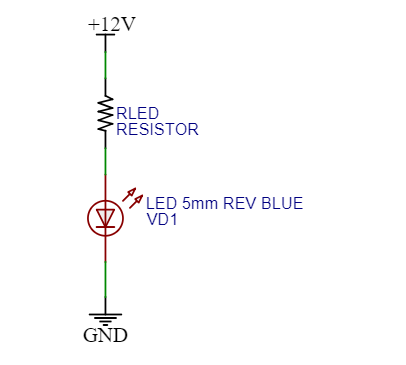 +12V
RLED
RESISTOR
LED 5mm REV BLUE
VD1
GND